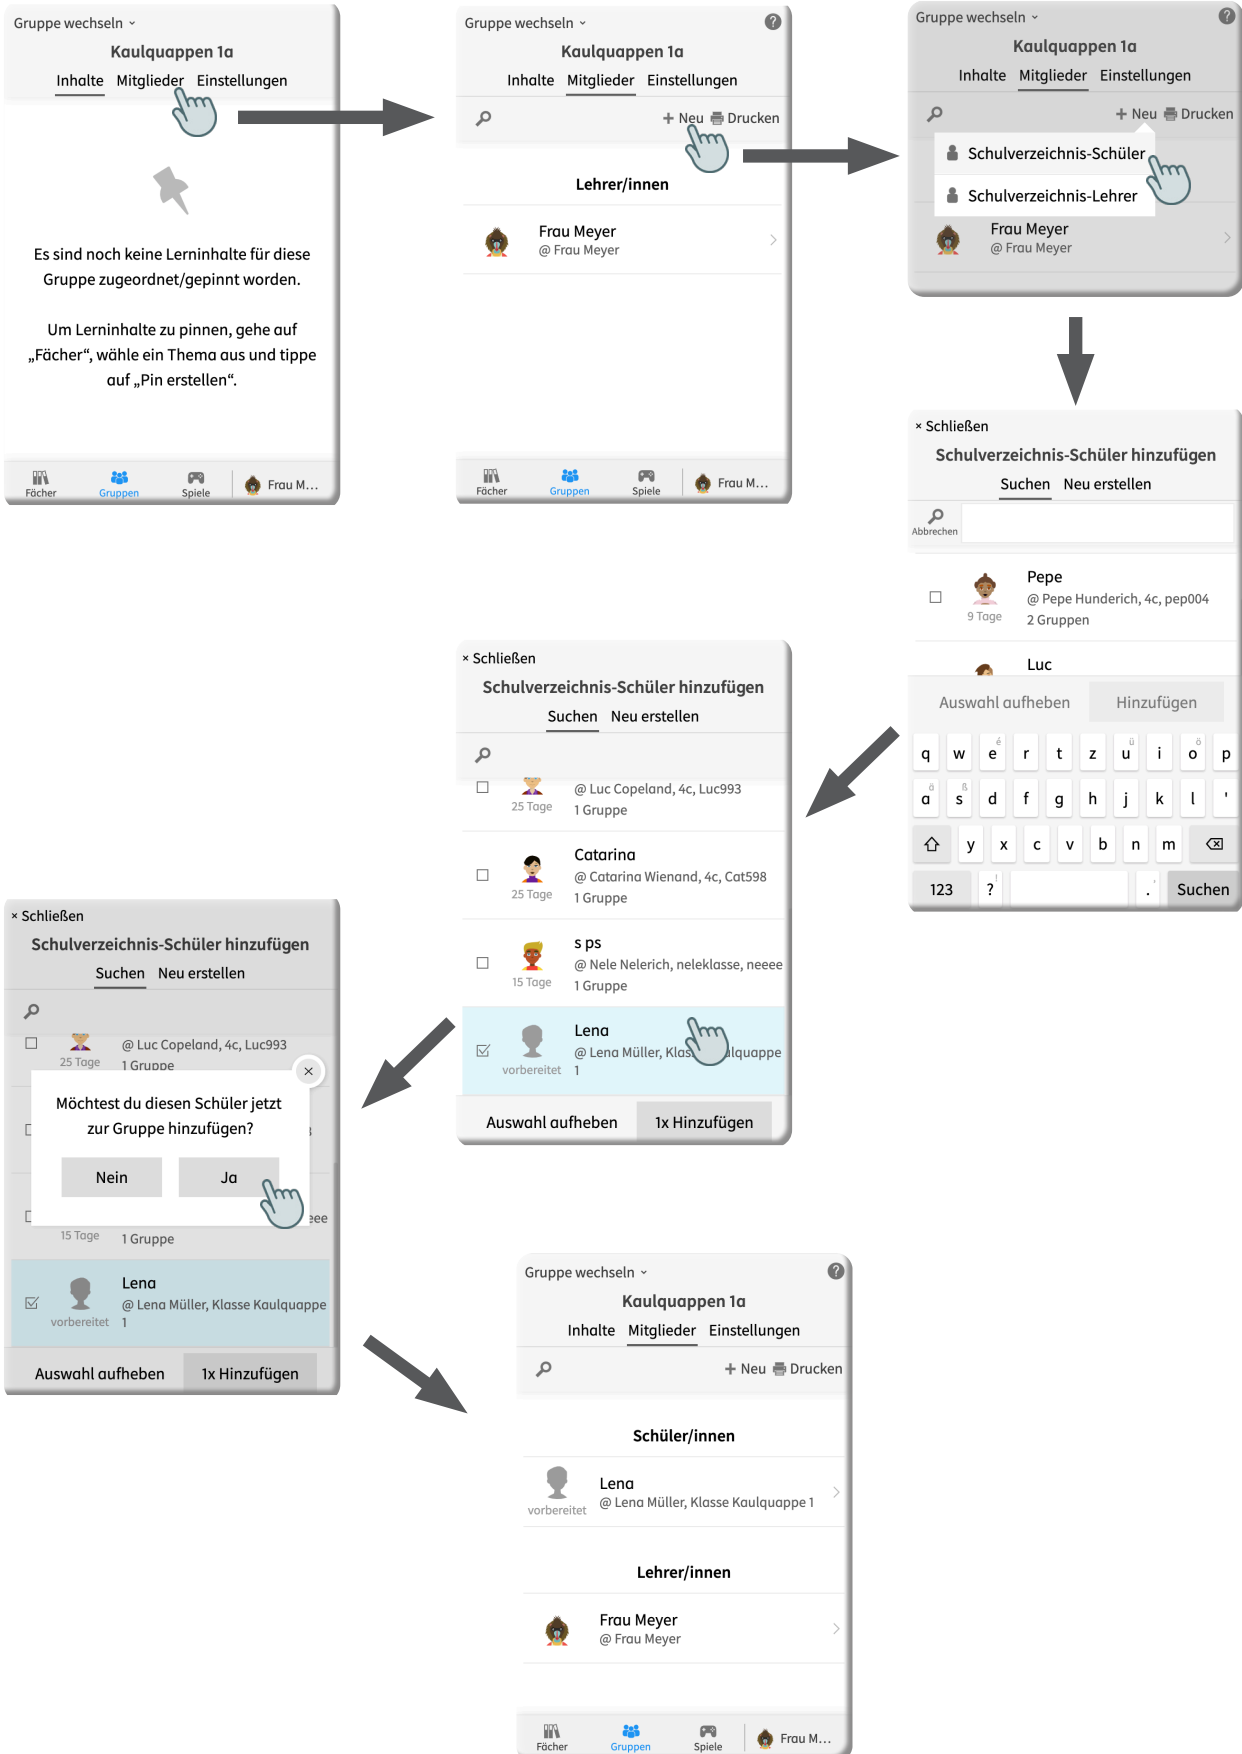 Gruppe wechseln
Kaulquappen 1a
Inhalte Mitglieder Einstellungen
Es sind noch keine Lerninhalte für diese
Gruppe zugeordnet/gepinnt worden.
Um Lerninhalte zu pinnen, gehe auf
„Fächer“, wähle ein Thema aus und tippe
auf „Pin erstellen“.
Fächer Gruppen Spiele Frau M...
Gruppe wechseln ?
Kaulquappen 1a
Inhalte Mitglieder Einstellungen
+ Neu Drucken
Lehrer/innen
Frau Meyer
@ Frau Meyer
Fächer Gruppen Spiele Frau M...
Gruppe wechseln ?
Kaulquappen 1a
Inhalte Mitglieder Einstellungen
+ Neu Drucken
Schulverzeichnis-Schüler
Schulverzeichnis-Lehrer
Frau Meyer
@ Frau Meyer
× Schließen
Schulverzeichnis-Schüler hinzufügen
Suchen Neu erstellen
Abbrechen
Pepe
@ Pepe Hunderich, 4c, pep004
9 Tage 2 Gruppen
Luc
Auswahl aufheben Hinzufügen
q w e é r t z u ü i o ö p
a ä s ß d f g h j k l '
y x c v b n m
123 ? ! . ' Suchen
× Schließen
Schulverzeichnis-Schüler hinzufügen
Suchen Neu erstellen
@ Luc Copeland, 4c, Luc993
25 Tage 1 Gruppe
Catarina
@ Catarina Wienand, 4c, Cat598
25 Tage 1 Gruppe
s ps
@ Nele Nelerich, neleklasse, neeee
15 Tage 1 Gruppe
Lena
@ Lena Müller, Klas ulquappe
vorbereitet 1
Auswahl aufheben 1x Hinzufügen
× Schließen
Schulverzeichnis-Schüler hinzufügen
Suchen Neu erstellen
@ Luc Copeland, 4c, Luc993
25 Tage 1 Gruppe
×
Möchtest du diesen Schüler jetzt
zur Gruppe hinzufügen?
Nein Ja
eee
15 Tage 1 Gruppe
Lena
@ Lena Müller, Klasse Kaulquappe
vorbereitet 1
Auswahl aufheben 1x Hinzufügen
Gruppe wechseln ?
Kaulquappen 1a
Inhalte Mitglieder Einstellungen
+ Neu Drucken
Schüler/innen
Lena
@ Lena Müller, Klasse Kaulquappe 1
vorbereitet
Lehrer/innen
Frau Meyer
@ Frau Meyer
Fächer Gruppen Spiele Frau M...